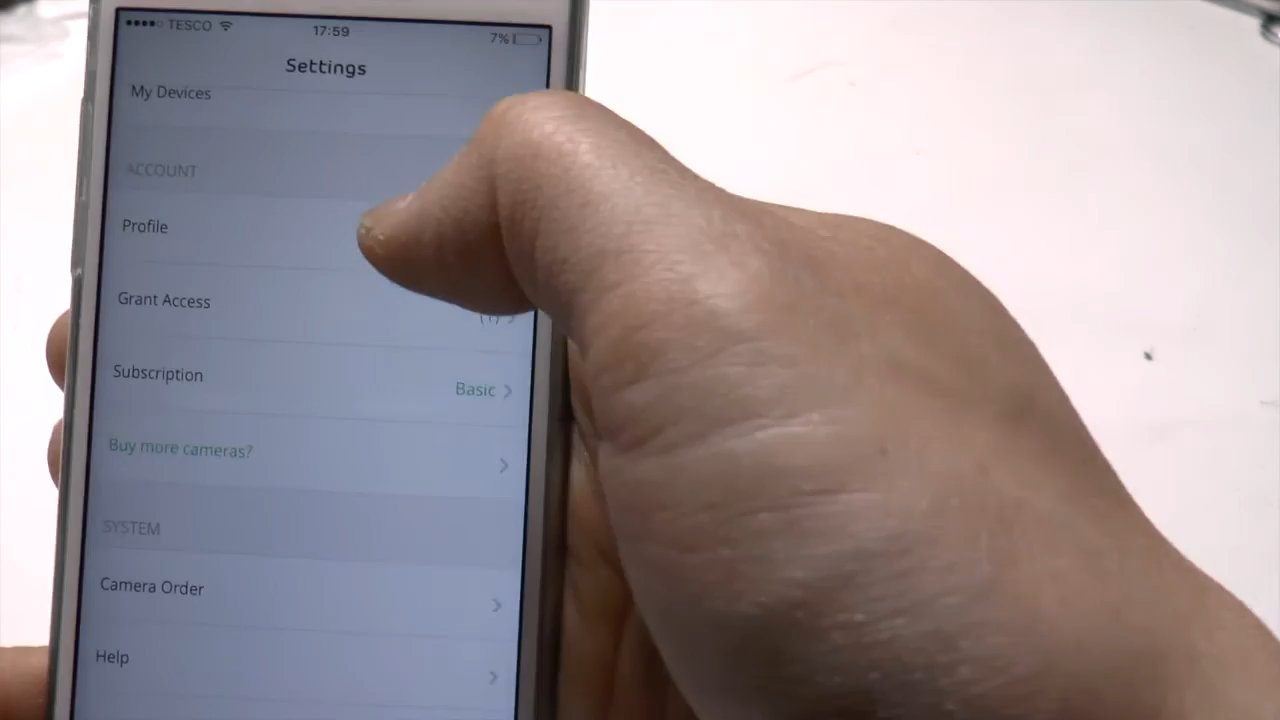 TESCO 17:59 7%
Settings
My Devices
ACCOUNT
Profile
Grant Access (1)
Subscription Basic
Buy more cameras?
SYSTEM
Camera Order
Help